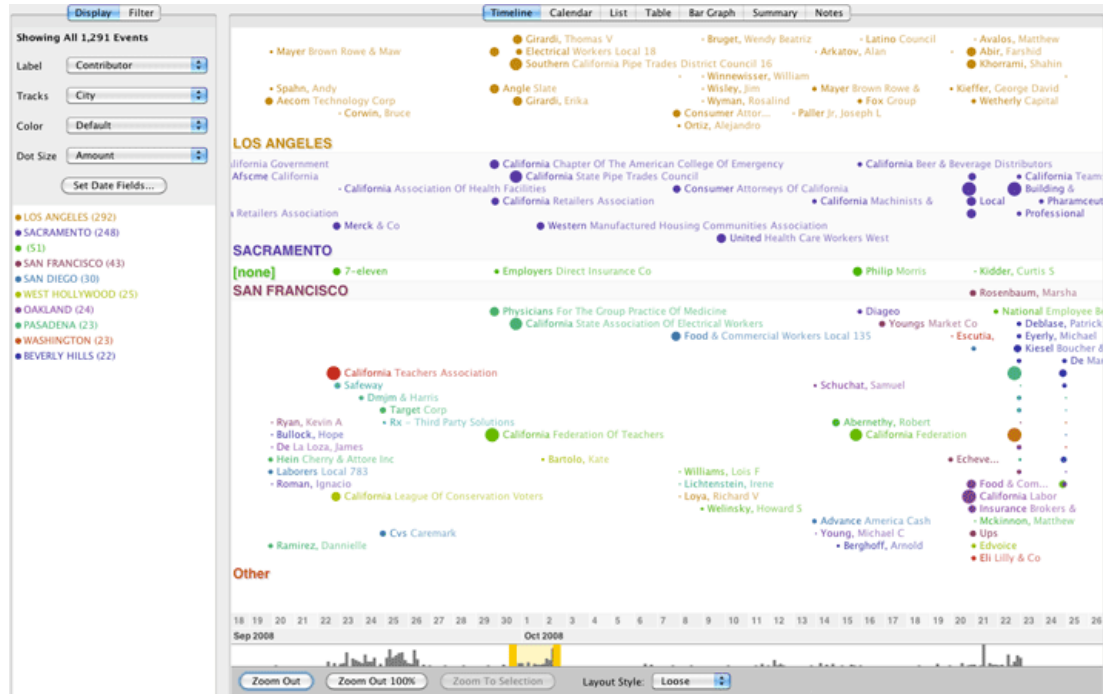 Display Filter
Timeline Calendar List Table Bar Graph Summary Notes
Showing All 1,291 Events
Label Contributor
Tracks City
Color Default
Dot Size Amount
Set Date Fields...
LOS ANGELES (292)
SACRAMENTO (248)
(51)
SAN FRANCISCO (43)
SAN DIEGO (30)
WEST HOLLYWOOD (25)
OAKLAND (24)
PASADENA (23)
WASHINGTON (23)
BEVERLY HILLS (22)
Girardi, Thomas V Bruget, Wendy Beatriz Latino Council Avalos, Matthew
Mayer Brown Rowe & Maw Electrical Workers Local 18 Arkatov, Alan Abir, Farshid
Southern California Pipe Trades District Council 16 Khorrami, Shahin
Winnewisser, William
Spahn, Andy Angle Slate Wisley, Jim Mayer Brown Rowe & Kieffer, George David
Aecom Technology Corp Girardi, Erika Wyman, Rosalind Fox Group Wetherly Capital
Corwin, Bruce Consumer Attor... Paller Jr, Joseph L
Ortiz, Alejandro
LOS ANGELES
alifornia Government California Chapter Of The American College Of Emergency California Beer & Beverage Distributors
Afscme California California State Pipe Trades Council California Team
California Association Of Health Facilities Consumer Attorneys Of California Building &
California Retailers Association California Machinists & Local Pharamceut
a Retailers Association Professional
Merck & Co Western Manufactured Housing Communities Association
United Health Care Workers West
SACRAMENTO
[none] 7-eleven Employers Direct Insurance Co Philip Morris Kidder, Curtis S
SAN FRANCISCO Rosenbaum, Marsha
Physicians For The Group Practice Of Medicine Diageo National Employee Be
California State Association Of Electrical Workers Youngs Market Co Deblase, Patrick
Food & Commercial Workers Local 135 Escutia, Eyerly, Michael
Kiesel Boucher &
De Mar
California Teachers Association
Safeway Schuchat, Samuel
Dmjm & Harris
Target Corp
Ryan, Kevin A Rx - Third Party Solutions Abernethy, Robert
Bullock, Hope California Federation Of Teachers California Federation
De La Loza, James
Hein Cherry & Attore Inc Bartolo, Kate Echeve...
Laborers Local 783 Williams, Lois F
Roman, Ignacio Lichtenstein, Irene Food & Com...
California League Of Conservation Voters Loya, Richard V California Labor
Welinsky, Howard S Insurance Brokers &
Advance America Cash Mckinnon, Matthew
Cvs Caremark Young, Michael C Ups
Ramirez, Dannielle Berghoff, Arnold Edvoice
Eli Lilly & Co
Other
18 19 20 21 22 23 24 25 26 27 28 29 30 1 2 3 4 5 6 7 8 9 10 11 12 13 14 15 16 17 18 19 20 21 22 23 24 25 26
Sep 2008 Oct 2008
Zoom Out Zoom Out 100% Zoom To Selection Layout Style: Loose